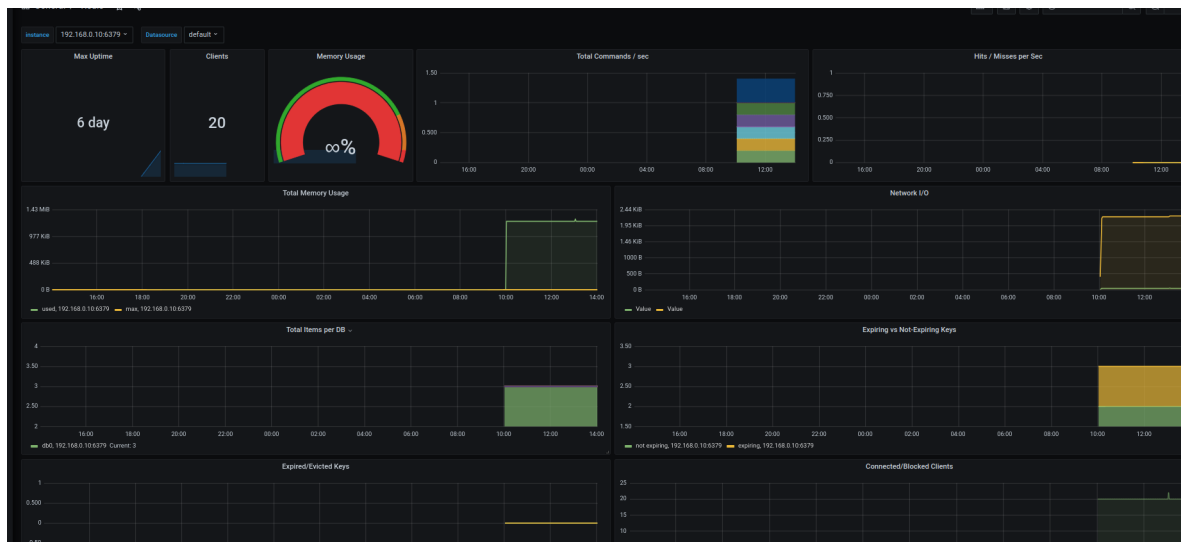 instance 192.168.0.10:6379 Datasource default
Max Uptime
6 day
Clients
20
Memory Usage
∞%
Total Commands / sec
1.50
1
0.500
0
16:00 20:00 00:00 04:00 08:00 12:00
Hits / Misses per Sec
1
0.750
0.500
0.250
0
16:00 20:00 00:00 04:00 08:00 12:00
Total Memory Usage
1.43 MiB
977 KiB
488 KiB
0 B
16:00 18:00 20:00 22:00 00:00 02:00 04:00 06:00 08:00 10:00 12:00 14:00
used, 192.168.0.10:6379 max, 192.168.0.10:6379
Network I/O
2.44 KiB
1.95 KiB
1.46 KiB
1000 B
500 B
0 B
16:00 18:00 20:00 22:00 00:00 02:00 04:00 06:00 08:00 10:00 12:00
Value Value
Total Items per DB
4
3.50
3
2.50
2
16:00 18:00 20:00 22:00 00:00 02:00 04:00 06:00 08:00 10:00 12:00 14:00
db0, 192.168.0.10:6379 Current: 3
Expiring vs Not-Expiring Keys
3.50
3
2.50
2
1.50
16:00 18:00 20:00 22:00 00:00 02:00 04:00 06:00 08:00 10:00 12:00
not expiring, 192.168.0.10:6379 expiring, 192.168.0.10:6379
Expired/Evicted Keys
1
0.500
0
Connected/Blocked Clients
25
20
15
10